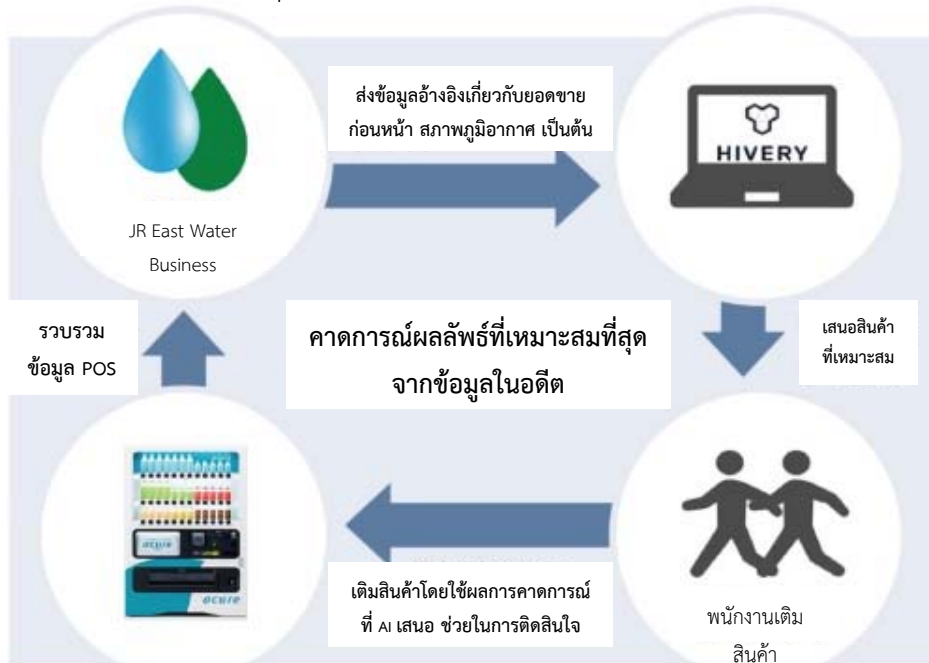 ส่งข้อมูลอ้างอิงเกี่ยวกับยอดขาย
ก่อนหน้า สภาพภูมิอากาศ เป็นต้น
HIVERY
JR East Water
Business
รวบรวม
ข้อมูล POS
คาดการณ์ผลลัพธ์ที่เหมาะสมที่สุด
จากข้อมูลในอดีต
เสนอสินค้า
ที่เหมาะสม
acure
acure
เติมสินค้าโดยใช้ผลการคาดการณ์
ที่ AI เสนอ ช่วยในการติดสินใจ
พนักงานเติม
สินค้า